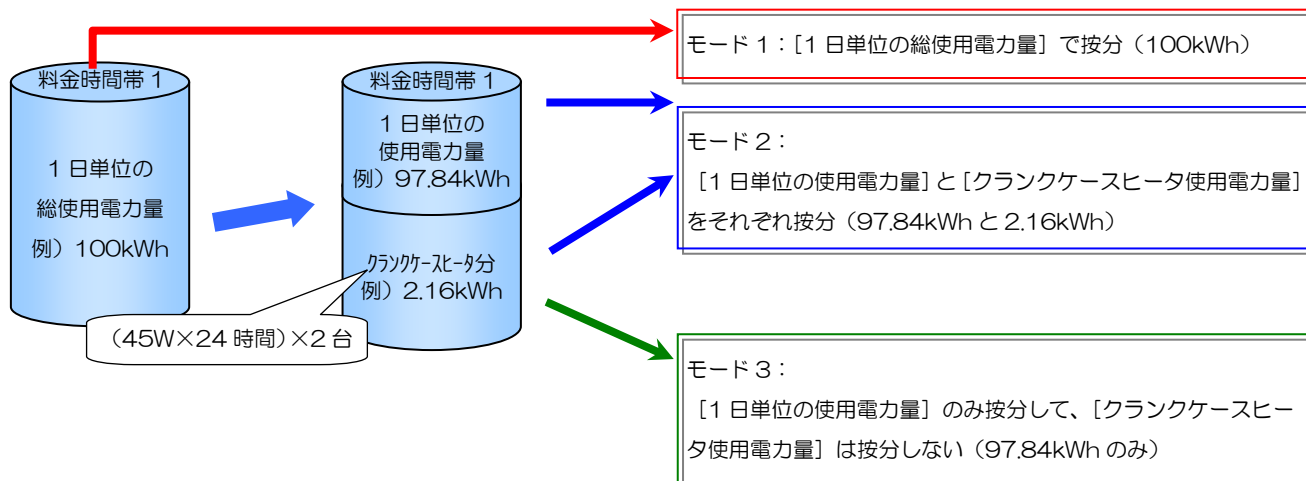 モード 1：[1 日単位の総使用電力量] で按分（100kWh）
料金時間帯 1
1 日単位の
総使用電力量
例）100kWh
料金時間帯 1
1 日単位の
使用電力量
例）97.84kWh
ｸﾗﾝｸｹｰｽﾋｰﾀ分
例）2.16kWh
（45W×24 時間）×2 台
モード 2：
[1 日単位の使用電力量] と [クランクケースヒータ使用電力量]
をそれぞれ按分（97.84kWh と 2.16kWh）
モード 3：
[1 日単位の使用電力量] のみ按分して、[クランクケースヒー
タ使用電力量] は按分しない（97.84kWh のみ）